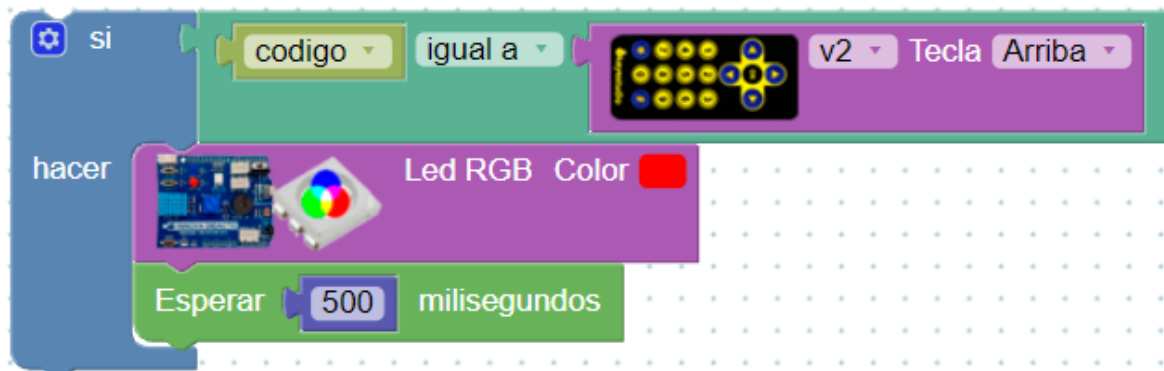 si codigo igual a v2 Tecla Arriba
hacer Led RGB Color
Esperar 500 milisegundos